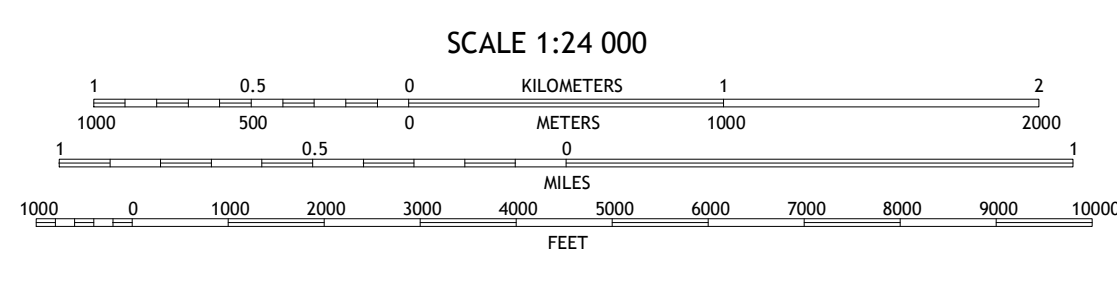 SCALE 1:24 000
1 0.5 0 KILOMETERS 1 2
1000 500 0 METERS 1000 2000
1 0.5 0 1
MILES
1000 0 1000 2000 3000 4000 5000 6000 7000 8000 9000 10000
FEET